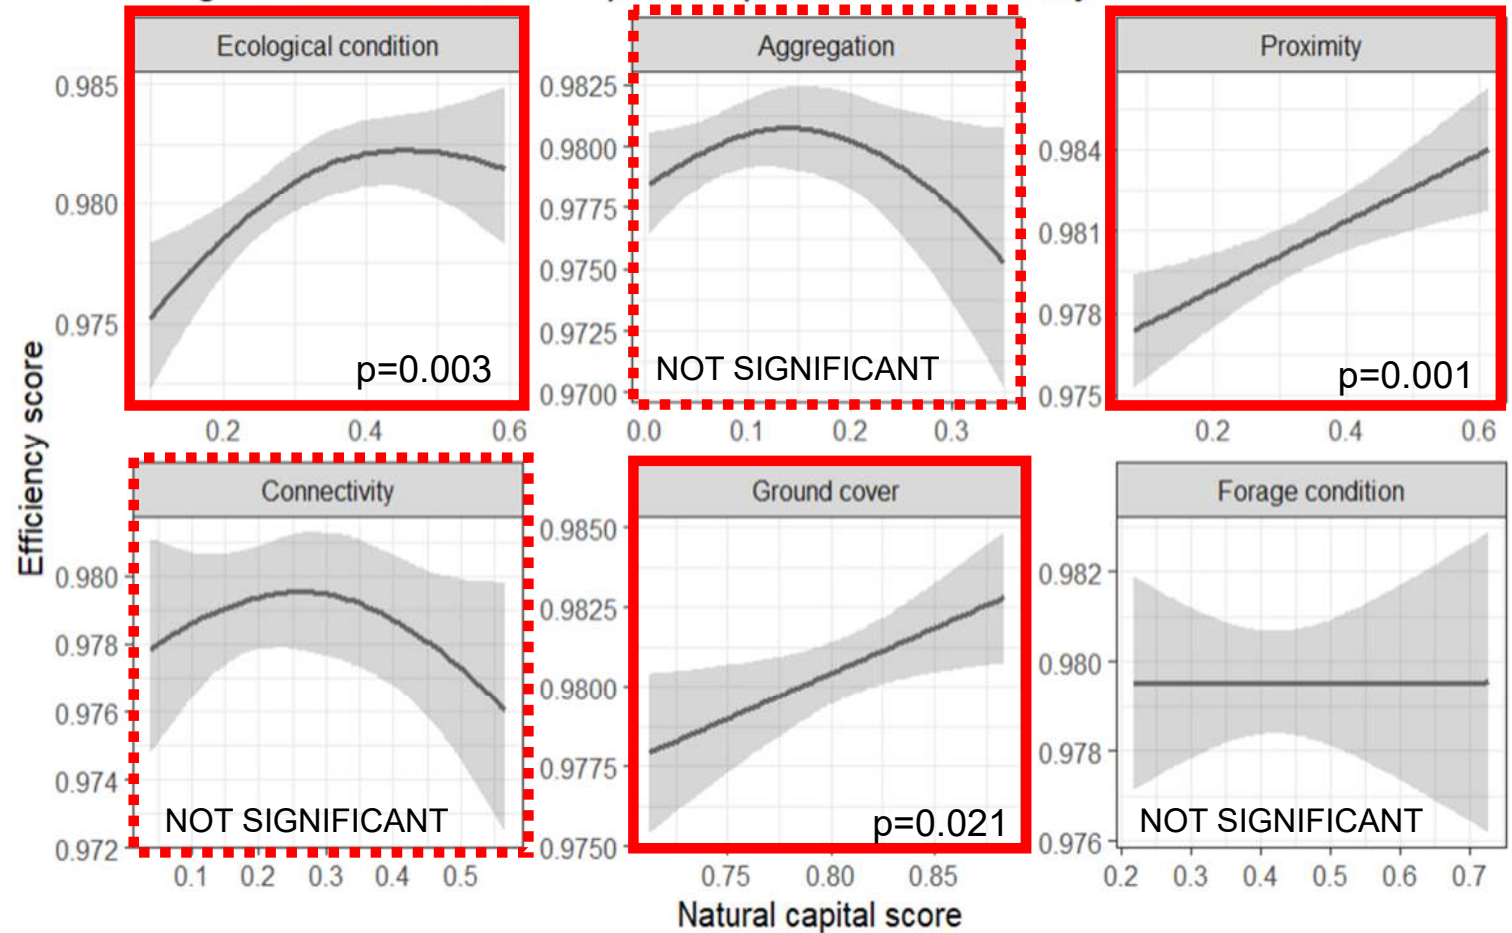 Ecological condition
Aggregation
Proximity
0.985
0.980
0.975
p=0.003
0.2 0.4 0.6
0.9825
0.9800
0.9775
0.9750
0.9725
0.9700
NOT SIGNIFICANT
0.0 0.1 0.2 0.3
0.984
0.981
0.978
0.975
p=0.001
0.2 0.4 0.6
Efficiency score
Connectivity
Ground cover
Forage condition
0.980
0.978
0.976
0.974
0.972
NOT SIGNIFICANT
0.1 0.2 0.3 0.4 0.5
0.9850
0.9825
0.9800
0.9775
0.9750
p=0.021
0.75 0.80 0.85
0.982
0.980
0.978
0.976
NOT SIGNIFICANT
0.2 0.3 0.4 0.5 0.6 0.7
Natural capital score